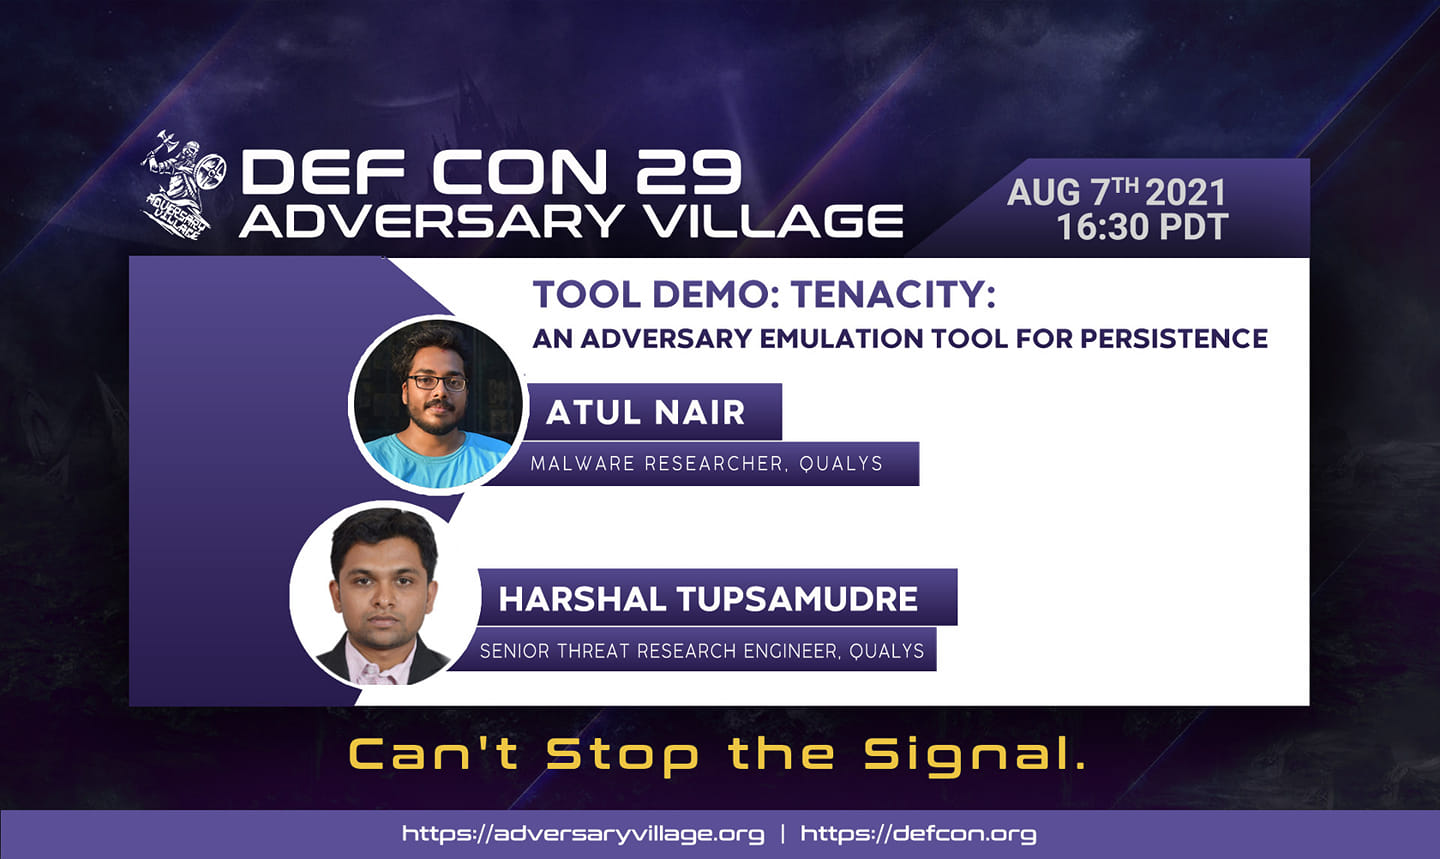 DEF CON 29
ADVERSARY VILLAGE
ADVERSARY
VILLAGE
AUG 7TH 2021
16:30 PDT
TOOL DEMO: TENACITY:
AN ADVERSARY EMULATION TOOL FOR PERSISTENCE
ATUL NAIR
MALWARE RESEARCHER, QUALYS
HARSHAL TUPSAMUDRE
SENIOR THREAT RESEARCH ENGINEER, QUALYS
Can't Stop the Signal.
https://adversaryvillage.org | https://defcon.org